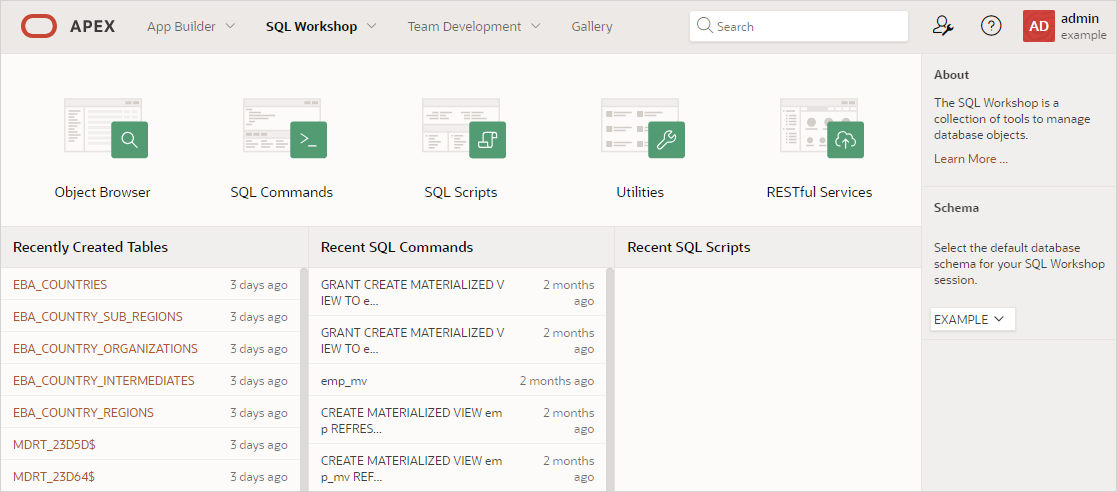 APEX App Builder SQL Workshop Team Development Gallery Search AD admin
example
Object Browser SQL Commands SQL Scripts Utilities RESTful Services
About
The SQL Workshop is a
collection of tools to manage
database objects.
Learn More ...
Schema
Select the default database
schema for your SQL Workshop
session.
EXAMPLE
Recently Created Tables
EBA_COUNTRIES 3 days ago
EBA_COUNTRY_SUB_REGIONS 3 days ago
EBA_COUNTRY_ORGANIZATIONS 3 days ago
EBA_COUNTRY_INTERMEDIATES 3 days ago
EBA_COUNTRY_REGIONS 3 days ago
MDRT_23D5D$ 3 days ago
MDRT_23D64$ 3 days ago
Recent SQL Commands
GRANT CREATE MATERIALIZED V 2 months
IEW TO e... ago
GRANT CREATE MATERIALIZED V 2 months
IEW TO e... ago
emp_mv 2 months ago
CREATE MATERIALIZED VIEW em 2 months
p REFRES... ago
CREATE MATERIALIZED VIEW em 2 months
p_mv REF... ago
Recent SQL Scripts